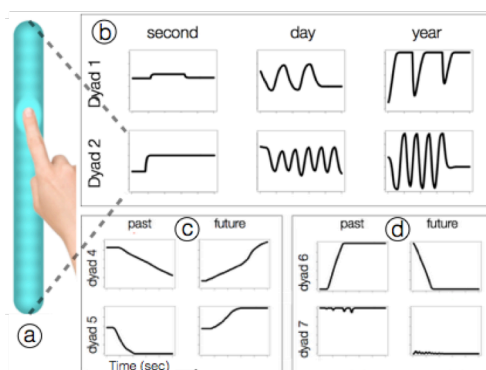 b
second day year
Dyad 1
Dyad 2
past c future
dyad 4
dyad 5
Time (sec)
past d future
dyad 6
dyad 7
a